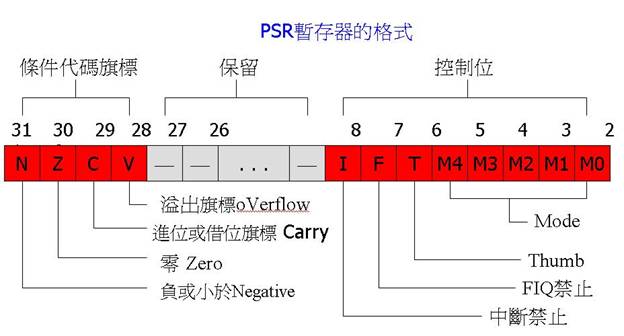 PSR暫存器的格式
條件代碼旗標 保留 控制位
31 30 29 28 27 26 8 7 6 5 4 3 2
N Z C V — — ... — I F T M4 M3 M2 M1 M0
溢出旗標oVerflow
進位或借位旗標 Carry
Mode
零 Zero
Thumb
負或小於Negative
FIQ禁止
中斷禁止